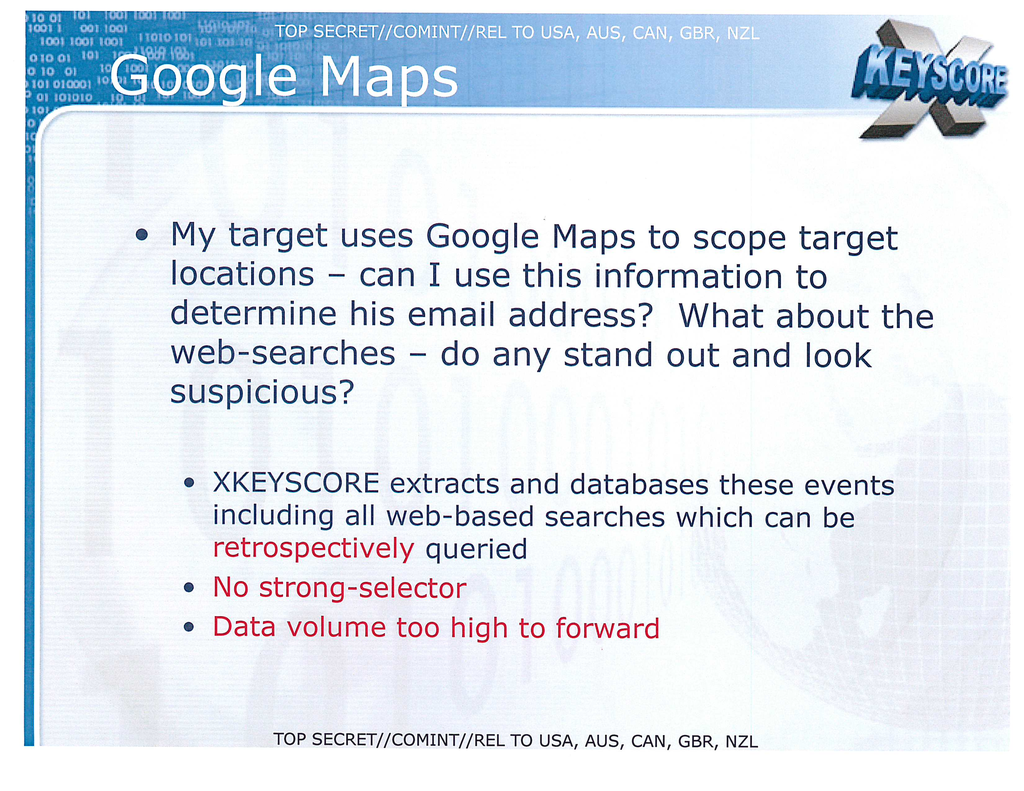 TOP SECRET//COMINT//REL TO USA, AUS, CAN, GBR, NZL
Google Maps
XKEYSCORE
• My target uses Google Maps to scope target
locations – can I use this information to
determine his email address?  What about the
web-searches – do any stand out and look
suspicious?
• XKEYSCORE extracts and databases these events
including all web-based searches which can be
retrospectively queried
• No strong-selector
• Data volume too high to forward
TOP SECRET//COMINT//REL TO USA, AUS, CAN, GBR, NZL